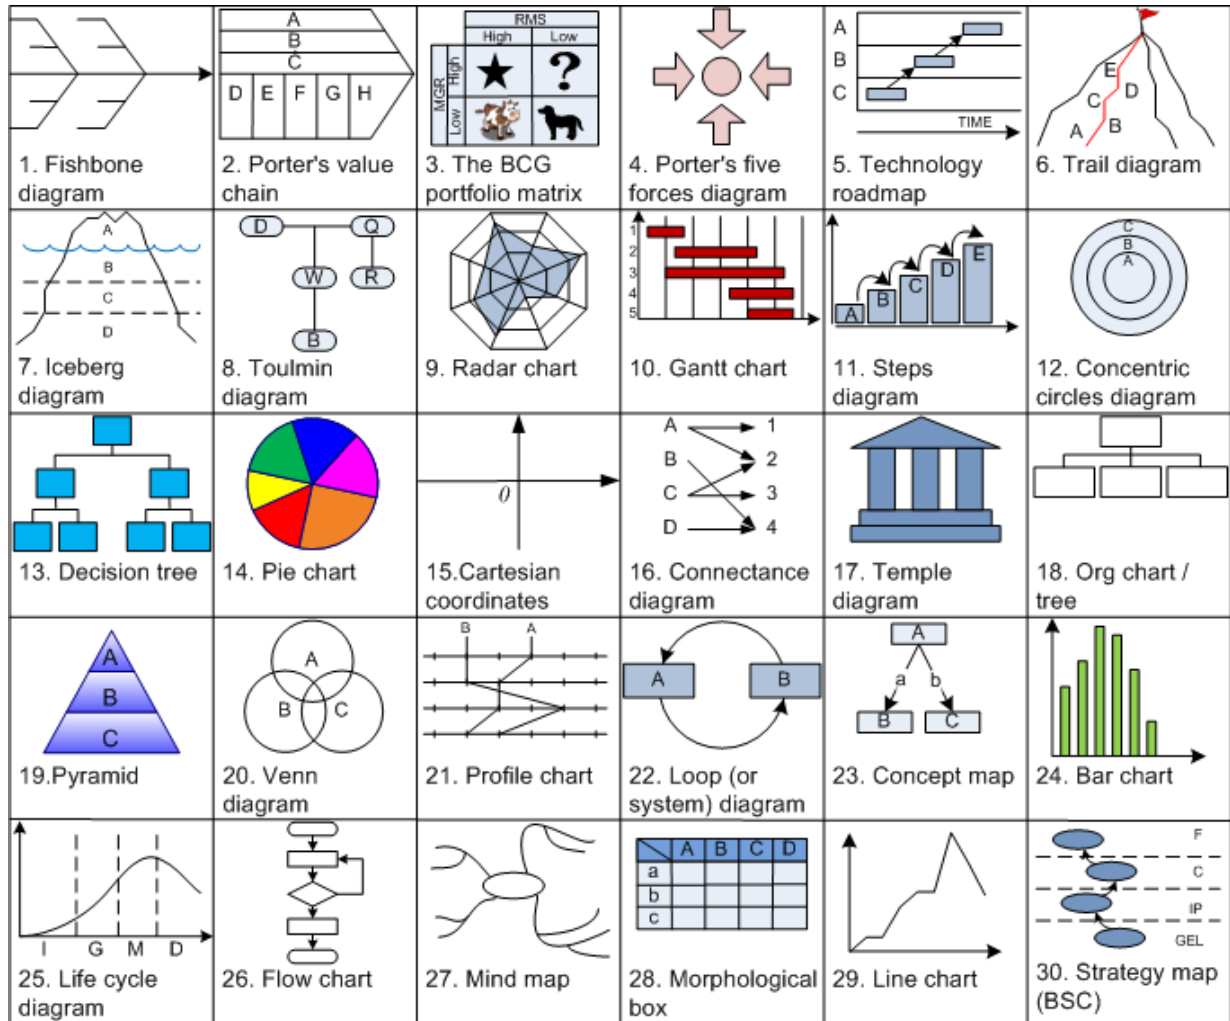 A
B
C
D E F G H
1. Fishbone
diagram
2. Porter's value
chain
RMS
High Low
MGR
High
Low
?
3. The BCG
portfolio matrix
4. Porter's five
forces diagram
A
B
C
TIME
5. Technology
roadmap
E
D
C
B
A
6. Trail diagram
A
B
C
D
7. Iceberg
diagram
D Q
W R
B
8. Toulmin
diagram
9. Radar chart
1
2
3
4
5
10. Gantt chart
A B C D E
11. Steps
diagram
C
B
A
12. Concentric
circles diagram
13. Decision tree
14. Pie chart
0
15.Cartesian
coordinates
A 1
B 2
C 3
D 4
16. Connectance
diagram
17. Temple
diagram
18. Org chart /
tree
A
B
C
19.Pyramid
A
B C
20. Venn
diagram
B A
21. Profile chart
A B
22. Loop (or
system) diagram
A
a b
B C
23. Concept map
24. Bar chart
I G M D
25. Life cycle
diagram
26. Flow chart
27. Mind map
A B C D
a
b
c
28. Morphological
box
29. Line chart
F
C
IP
GEL
30. Strategy map
(BSC)